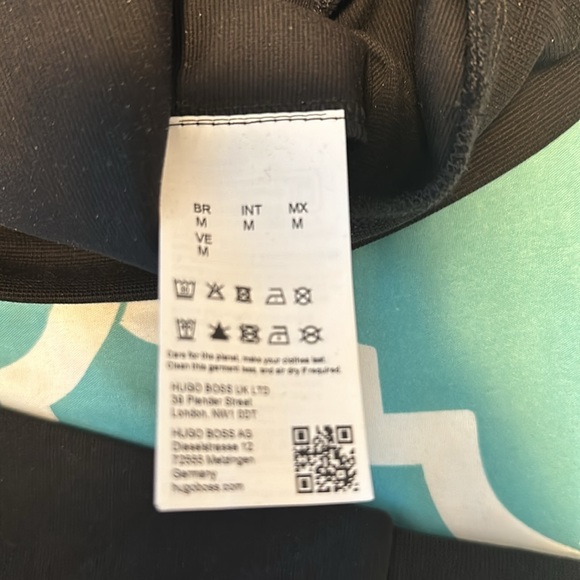 BR INT MX
M M M
VE
M
Care for the planet, make your clothes last.
Clean this garment less, and air dry if required.
HUGO BOSS UK LTD
39 Plender Street
London, NW1 0DT
HUGO BOSS AG
Dieselstrasse 12
72555 Metzingen
Germany
hugoboss.com